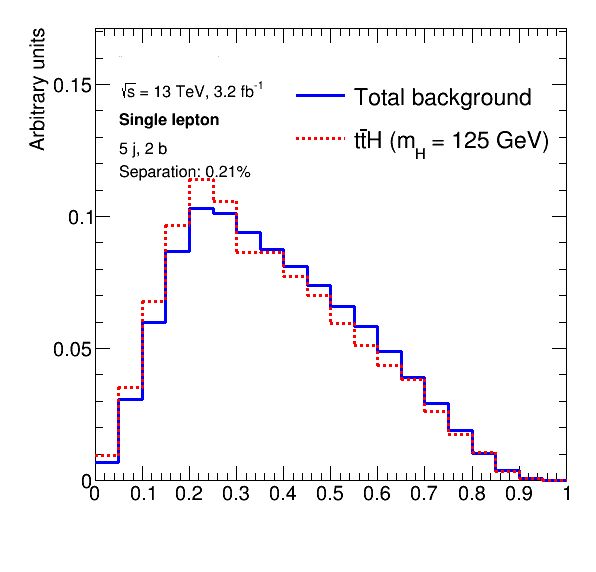 Arbitrary units
√s = 13 TeV, 3.2 fb⁻¹
Single lepton
5 j, 2 b
Separation: 0.21%
Total background
tt̄H (m_H = 125 GeV)
0.15
0.1
0.05
0
0 0.1 0.2 0.3 0.4 0.5 0.6 0.7 0.8 0.9 1